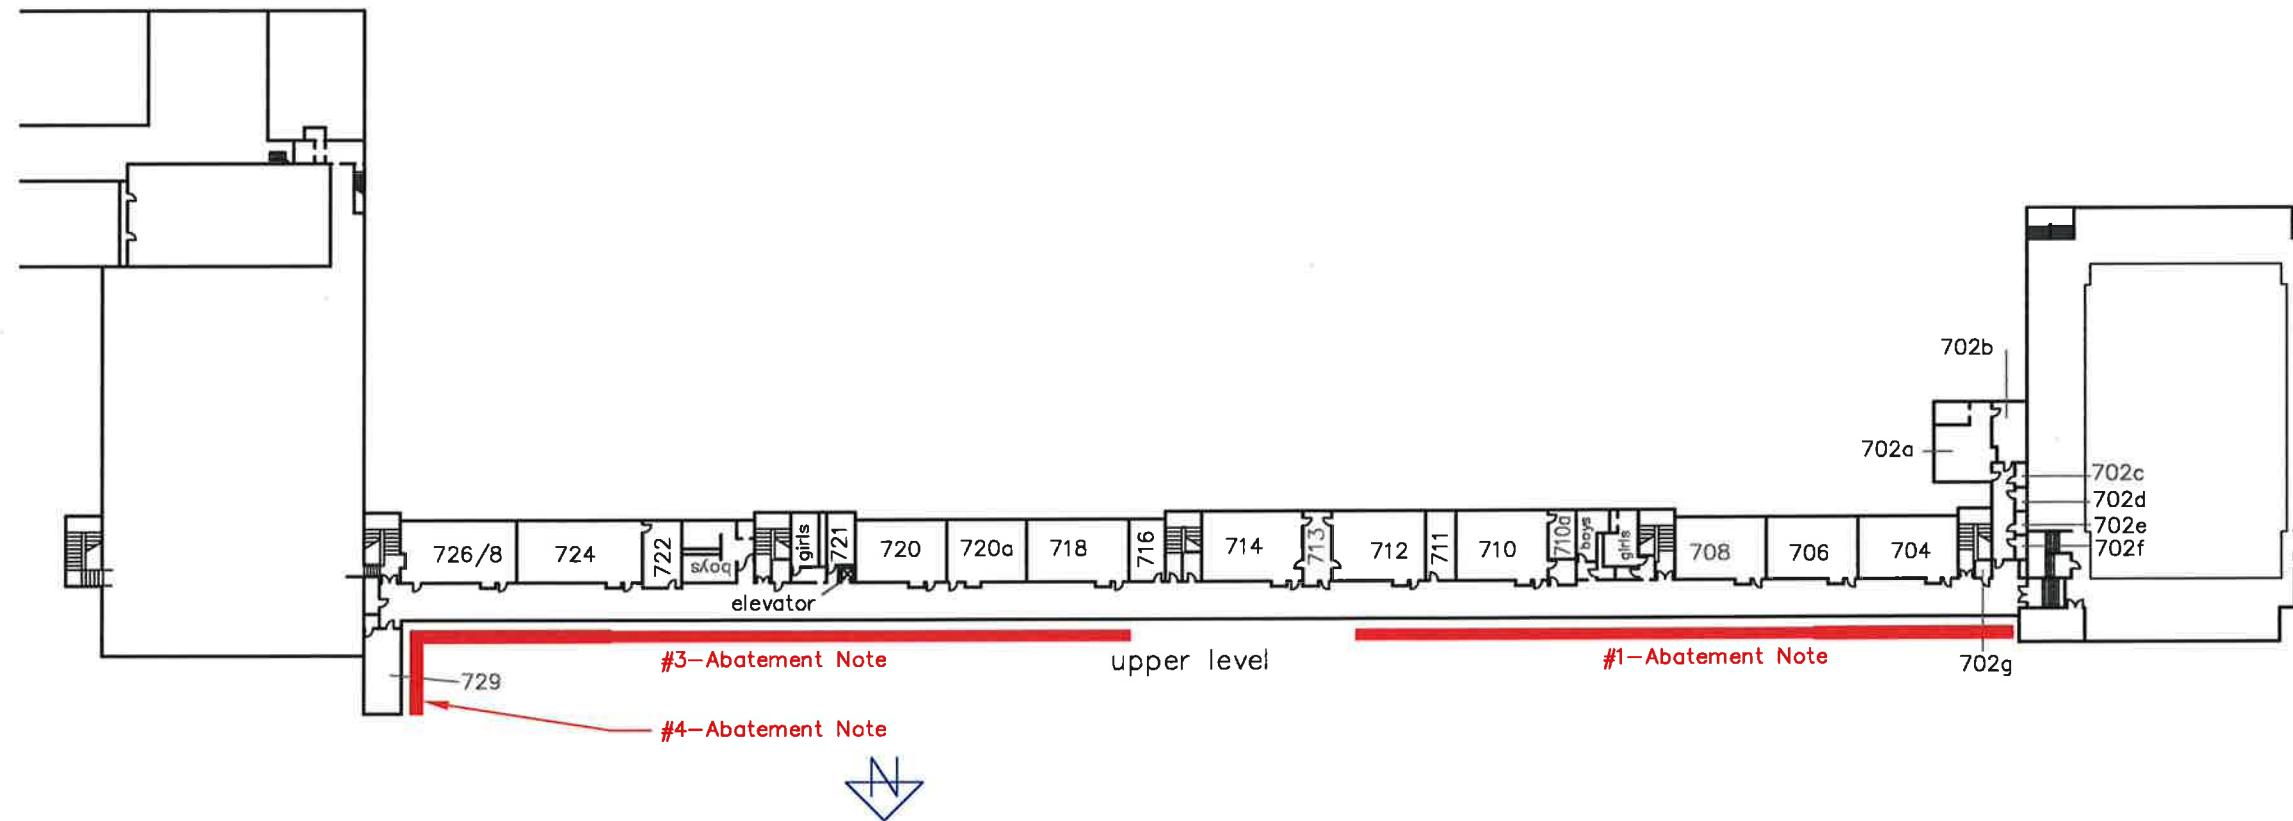 702b
702a
702c
702d
702e
702f
726/8
724
722
boys
girls
721
720
720a
718
716
714
713
712
711
710
710a
boys
girls
708
706
704
elevator
#3-Abatement Note
upper level
#1-Abatement Note
702g
729
#4-Abatement Note
N